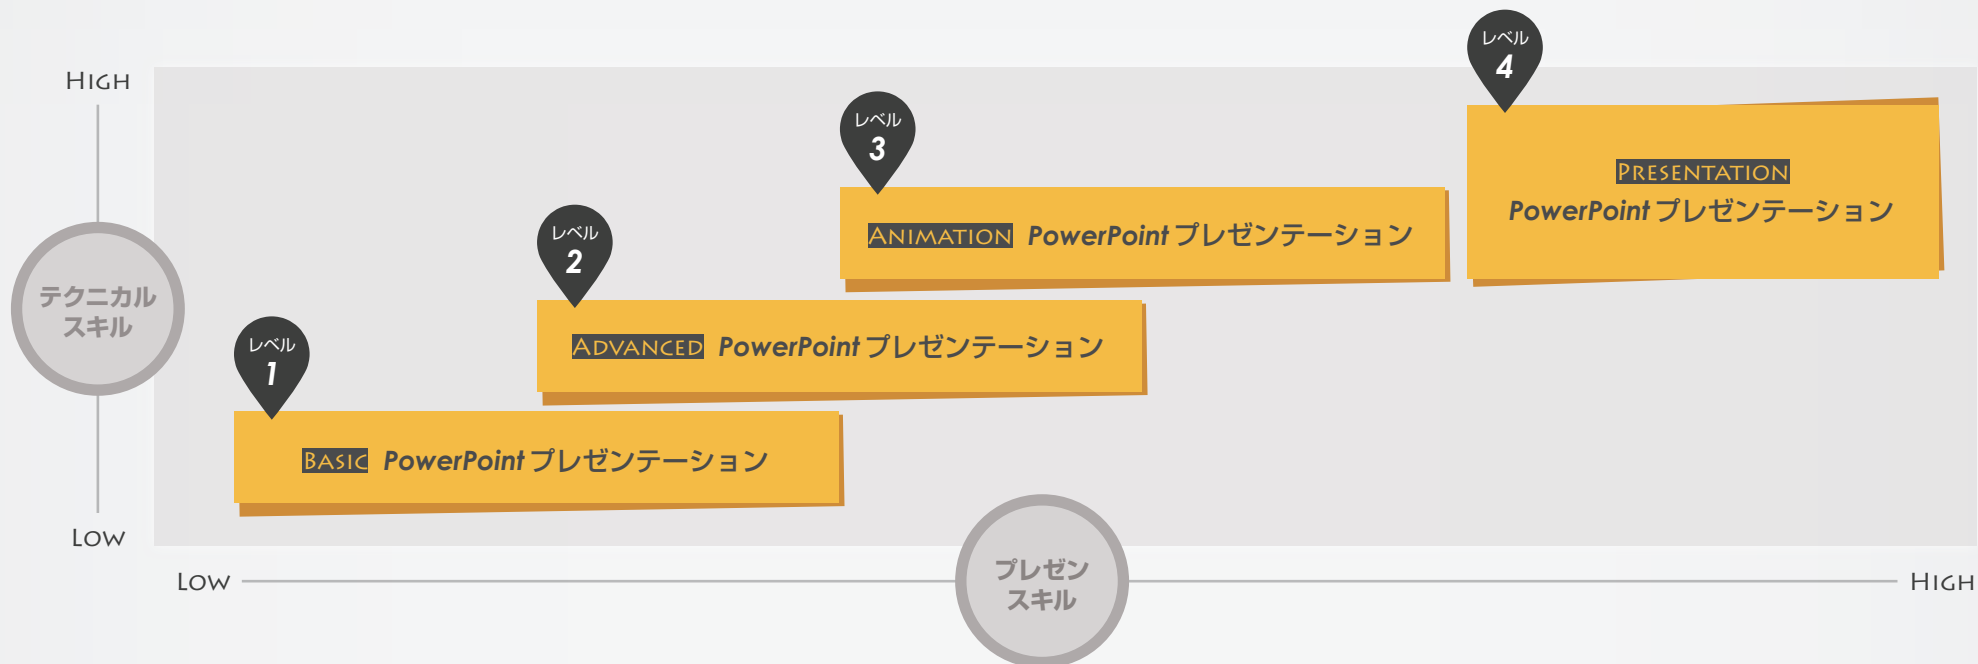 HIGH
テクニカル
スキル
LOW
レベル
1
BASIC PowerPoint プレゼンテーション
レベル
2
ADVANCED PowerPoint プレゼンテーション
レベル
3
ANIMATION PowerPoint プレゼンテーション
レベル
4
PRESENTATION
PowerPoint プレゼンテーション
LOW
プレゼン
スキル
HIGH